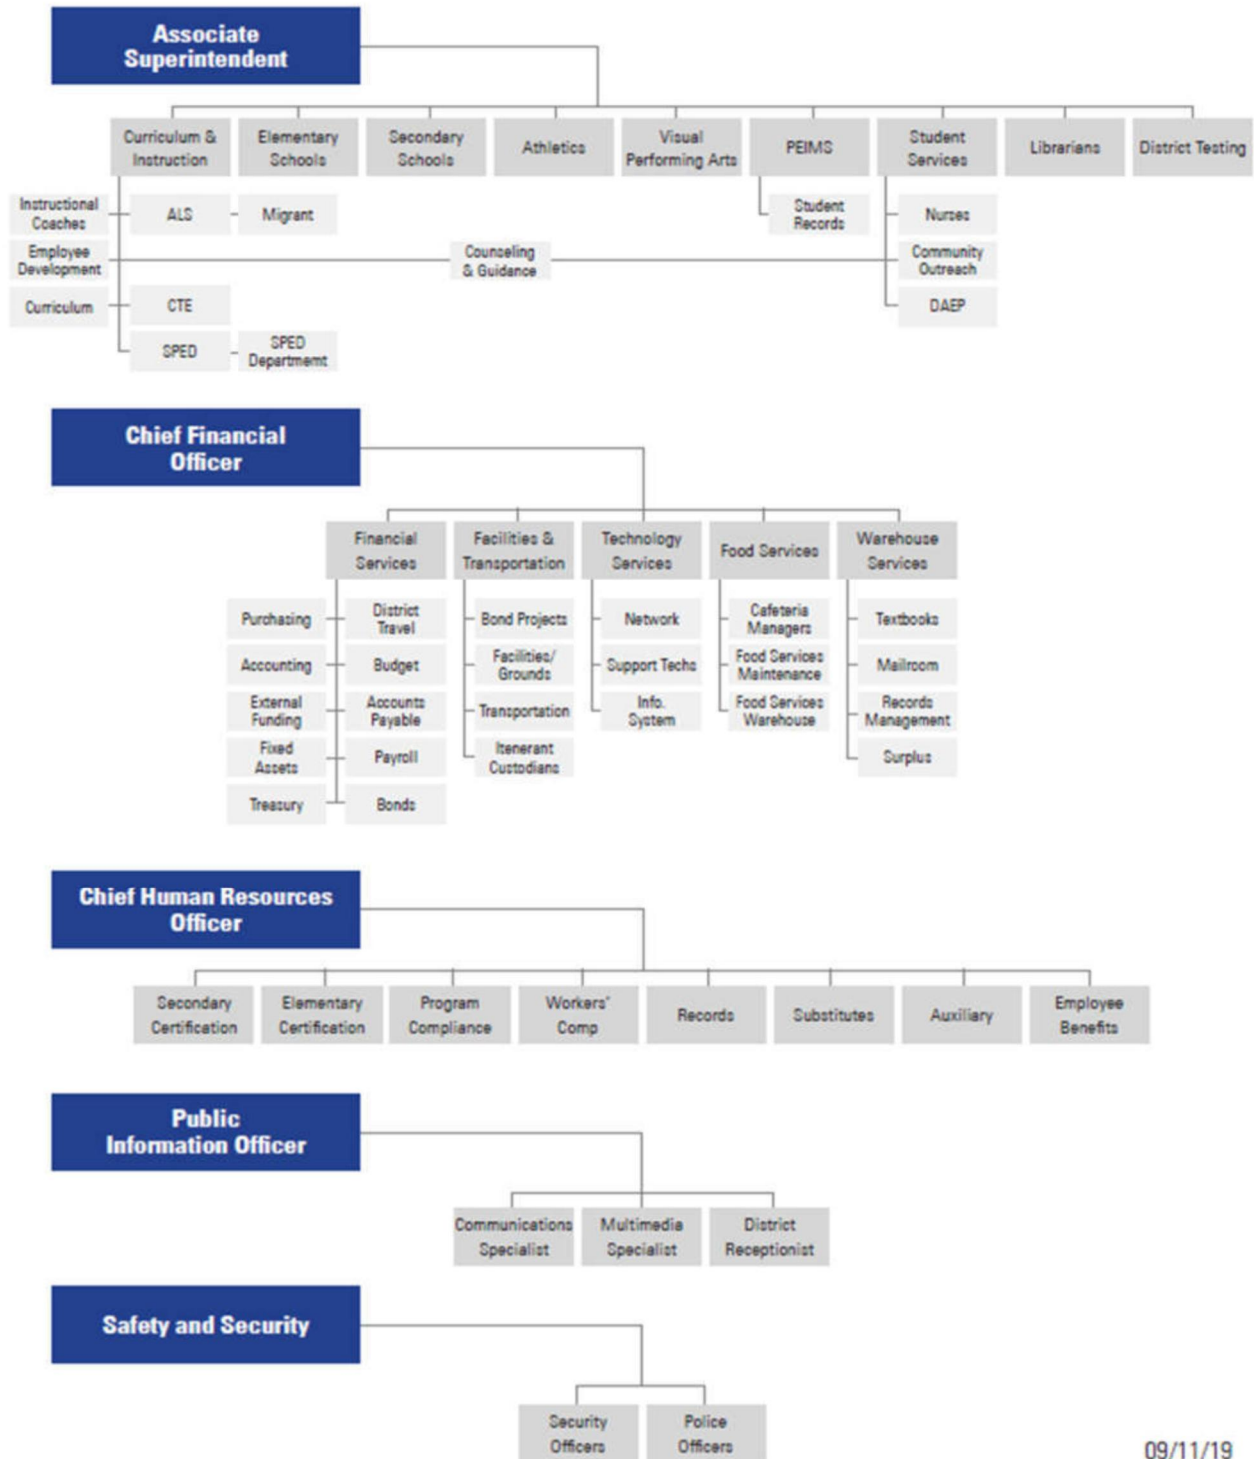 Associate
Superintendent
Curriculum &
Instruction
Elementary
Schools
Secondary
Schools
Athletics
Visual
Performing Arts
PEIMS
Student
Services
Librarians
District Testing
Instructional
Coaches
ALS
Migrant
Student
Records
Nurses
Employee
Development
Counseling
& Guidance
Community
Outreach
Curriculum
CTE
DAEP
SPED
SPED
Departmemt
Chief Financial
Officer
Financial
Services
Facilities &
Transportation
Technology
Services
Food Services
Warehouse
Services
Purchasing
District
Travel
Bond Projects
Network
Cafeteria
Managers
Textbooks
Accounting
Budget
Facilities/
Grounds
Support Techs
Food Services
Maintenance
Mailroom
External
Funding
Accounts
Payable
Transportation
Info.
System
Food Services
Warehouse
Records
Management
Fixed
Assets
Payroll
Itenerant
Custodians
Surplus
Treasury
Bonds
Chief Human Resources
Officer
Secondary
Certification
Elementary
Certification
Program
Compliance
Workers'
Comp
Records
Substitutes
Auxiliary
Employee
Benefits
Public
Information Officer
Communications
Specialist
Multimedia
Specialist
District
Receptionist
Safety and Security
Security
Officers
Police
Officers
09/11/19